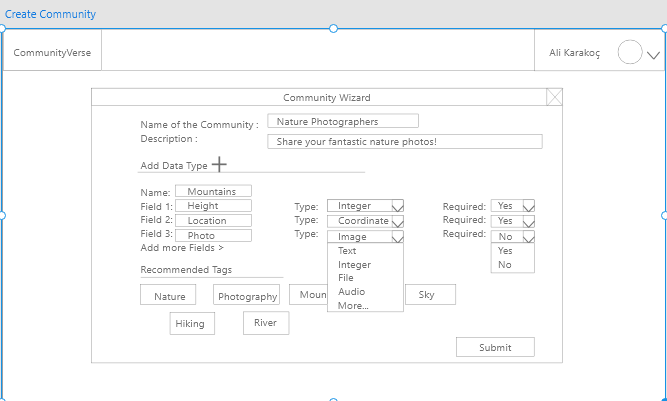 Create Community
CommunityVerse
Ali Karakoç
Community Wizard
Name of the Community : Nature Photographers
Description : Share your fantastic nature photos!
Add Data Type
Name: Mountains
Field 1: Height Type: Integer Required: Yes
Field 2: Location Type: Coordinate Required: Yes
Field 3: Photo Type: Image Required: No
Add more Fields > Text Yes
Recommended Tags Integer No
File
Nature Photography Moun Audio Sky
More...
Hiking River
Submit